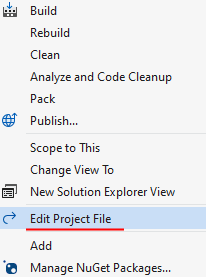 Build
Rebuild
Clean
Analyze and Code Cleanup
Pack
Publish...
Scope to This
Change View To
New Solution Explorer View
Edit Project File
Add
Manage NuGet Packages...